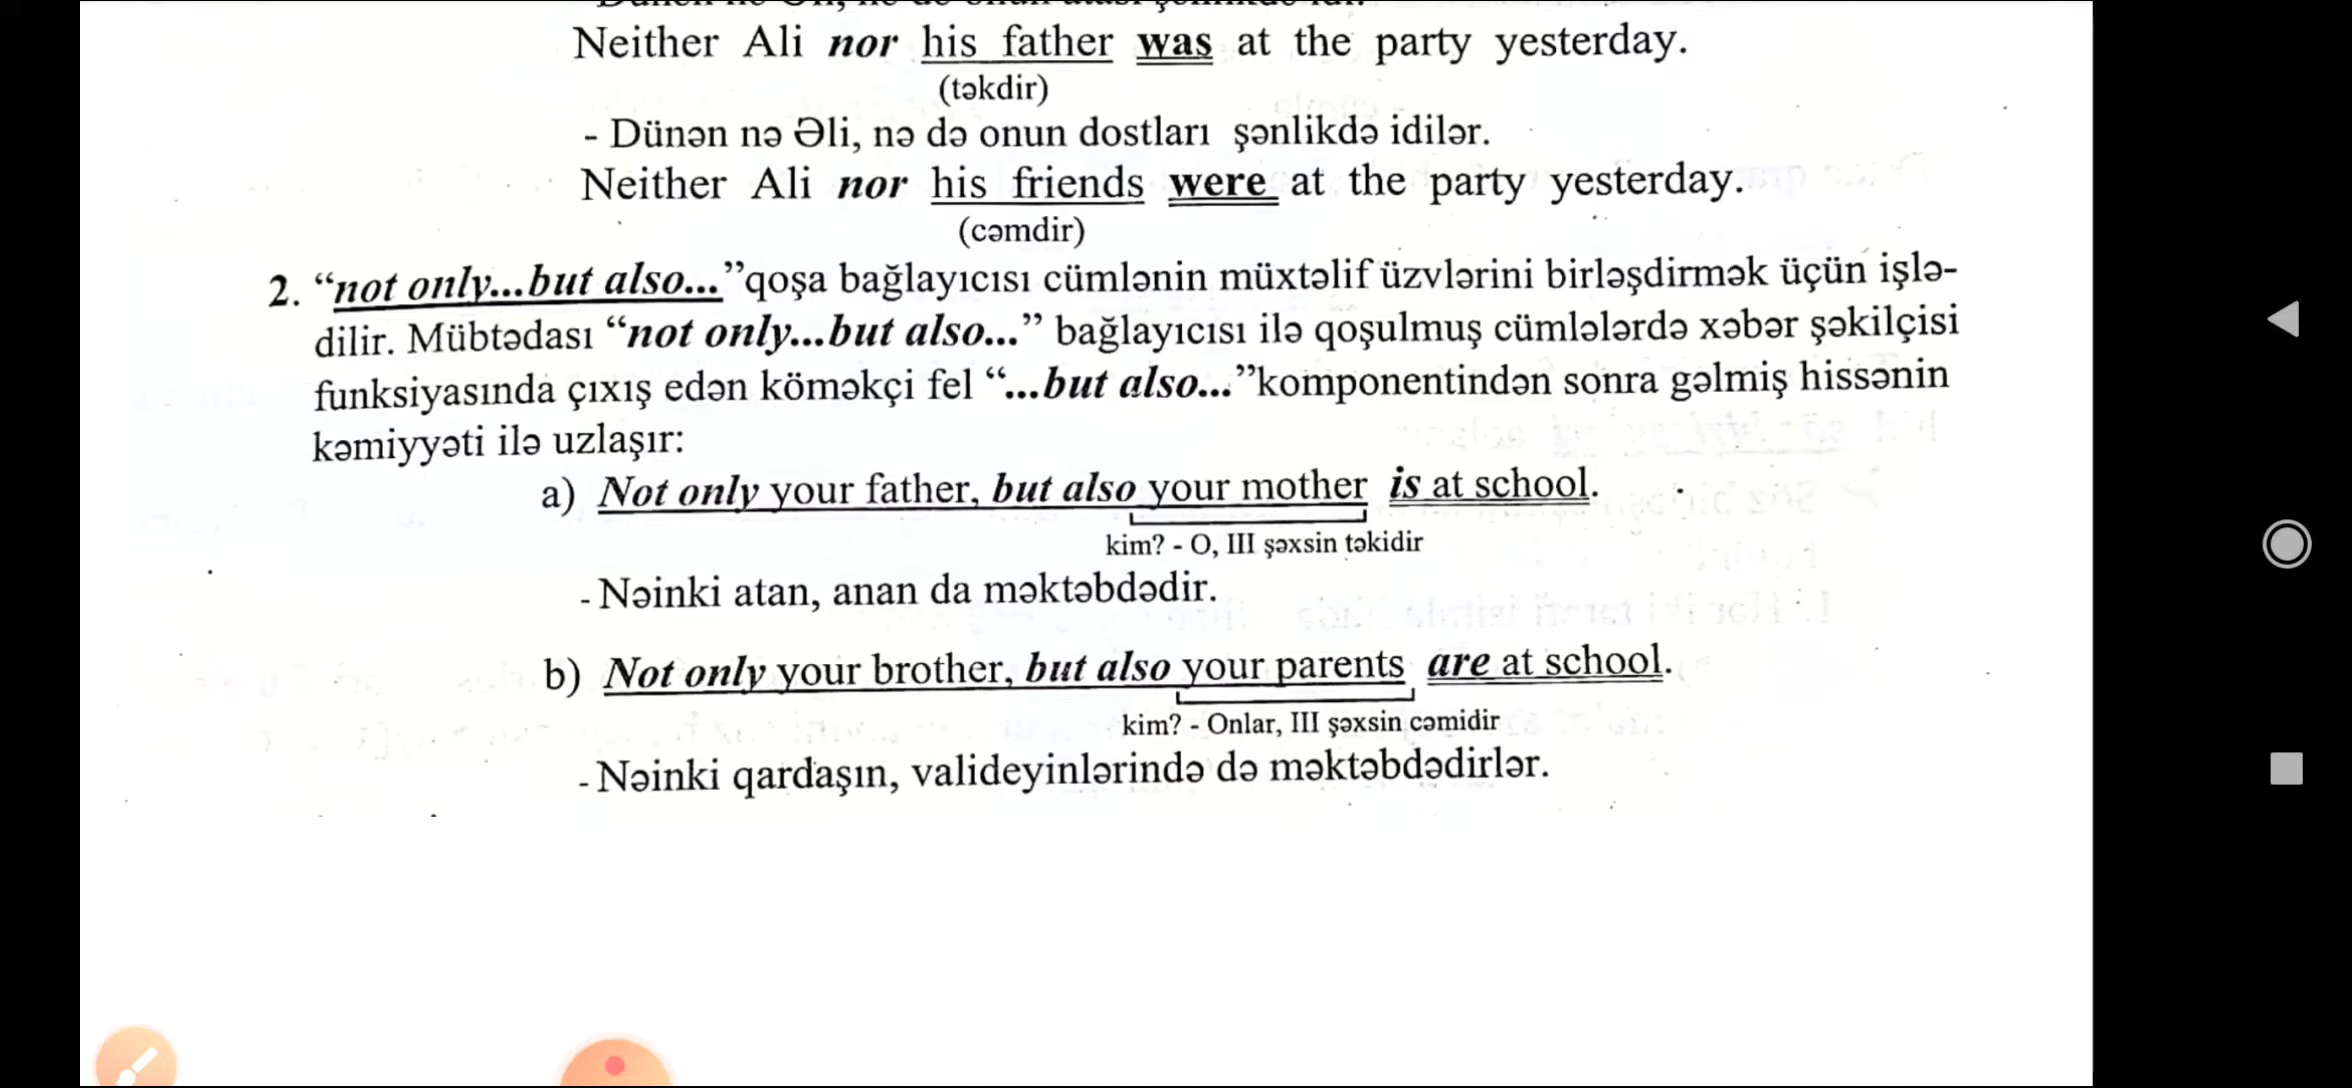 Neither Ali nor his father was at the party yesterday.
(təkdir)
- Dünən nə Əli, nə də onun dostları şənlikdə idilər.
Neither Ali nor his friends were at the party yesterday.
(cəmdir)
2. “not only...but also...”qoşa bağlayıcısı cümlənin müxtəlif üzvlərini birləşdirmək üçün işlə-
dilir. Mübtədası “not only...but also...” bağlayıcısı ilə qoşulmuş cümlələrdə xəbər şəkilçisi
funksiyasında çıxış edən köməkçi fel “...but also...”komponentindən sonra gəlmiş hissənin
kəmiyyəti ilə uzlaşır:
a) Not only your father, but also your mother is at school.
kim? - O, III şəxsin təkidir
- Nəinki atan, anan da məktəbdədir.
b) Not only your brother, but also your parents are at school.
kim? - Onlar, III şəxsin cəmidir
- Nəinki qardaşın, valideyinlərində də məktəbdədirlər.